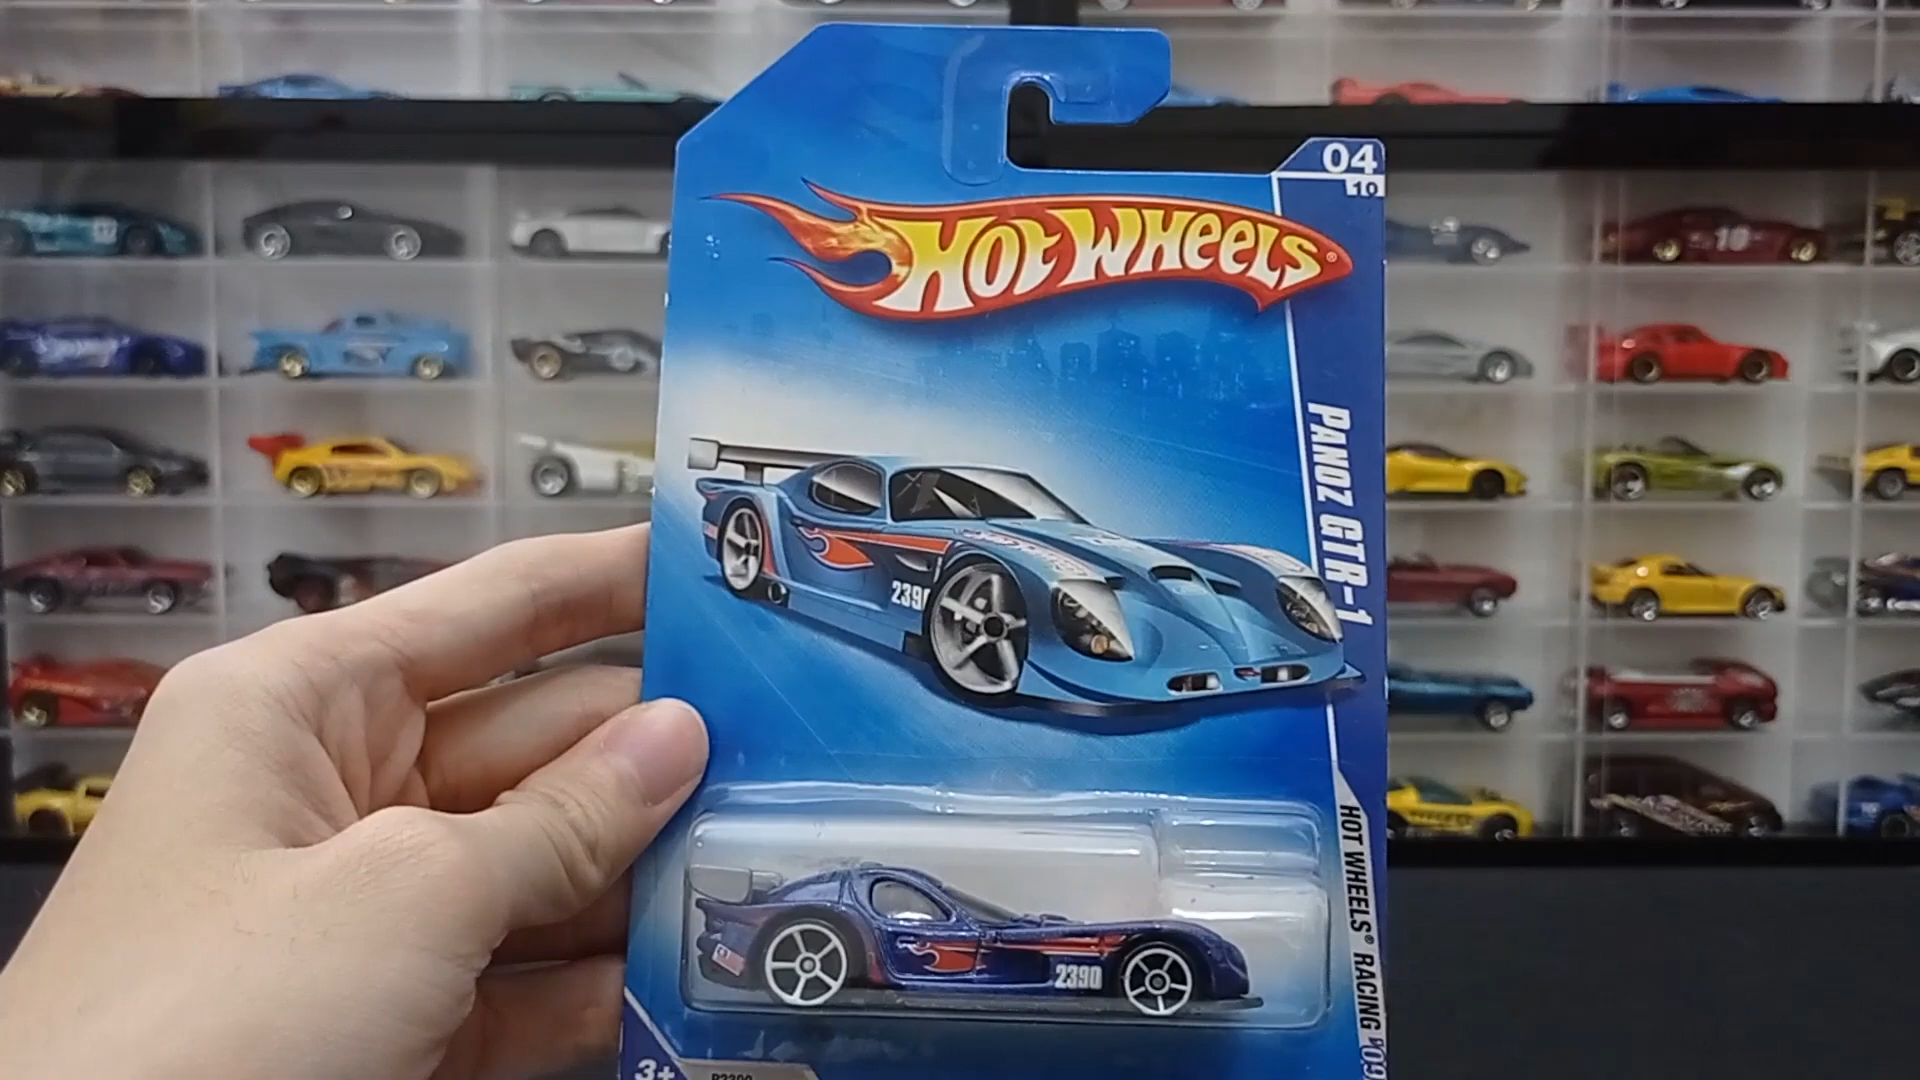 04
10
HOT WHEELS®
PANOZ GTR-1
2390
HOT WHEELS® RACING '09
2390
3+